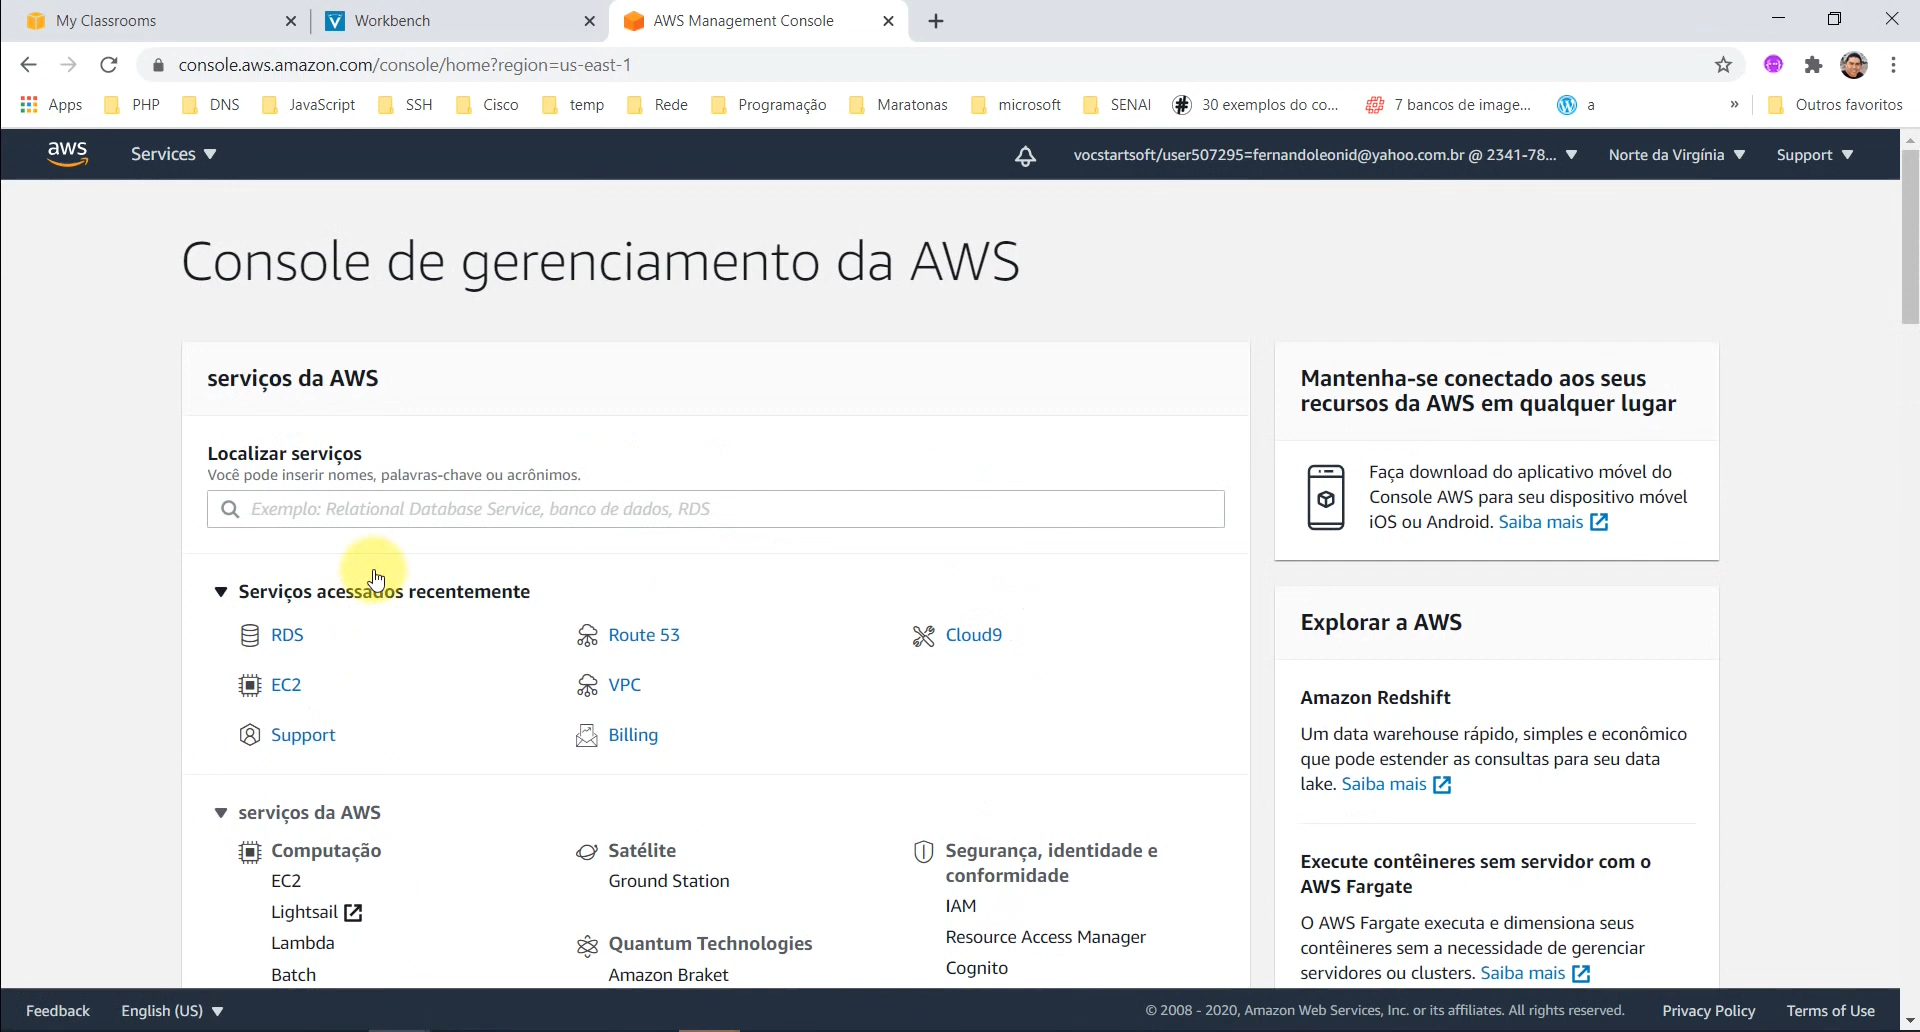 My Classrooms
Workbench
AWS Management Console
console.aws.amazon.com/console/home?region=us-east-1
Apps PHP DNS JavaScript SSH Cisco temp Rede Programação Maratonas microsoft SENAI 30 exemplos do co... 7 bancos de image... a » Outros favoritos
aws Services vocstartsoft/user507295=fernandoleonid@yahoo.com.br @ 2341-78... Norte da Virgínia Support
Console de gerenciamento da AWS
serviços da AWS
Localizar serviços
Você pode inserir nomes, palavras-chave ou acrônimos.
Exemplo: Relational Database Service, banco de dados, RDS
Serviços acessados recentemente
RDS Route 53 Cloud9
EC2 VPC
Support Billing
serviços da AWS
Computação
EC2
Lightsail
Lambda
Batch
Satélite
Ground Station
Quantum Technologies
Amazon Braket
Segurança, identidade e
conformidade
IAM
Resource Access Manager
Cognito
Mantenha-se conectado aos seus
recursos da AWS em qualquer lugar
Faça download do aplicativo móvel do
Console AWS para seu dispositivo móvel
iOS ou Android. Saiba mais
Explorar a AWS
Amazon Redshift
Um data warehouse rápido, simples e econômico
que pode estender as consultas para seu data
lake. Saiba mais
Execute contêineres sem servidor com o
AWS Fargate
O AWS Fargate executa e dimensiona seus
contêineres sem a necessidade de gerenciar
servidores ou clusters. Saiba mais
Feedback English (US) © 2008 - 2020, Amazon Web Services, Inc. or its affiliates. All rights reserved. Privacy Policy Terms of Use